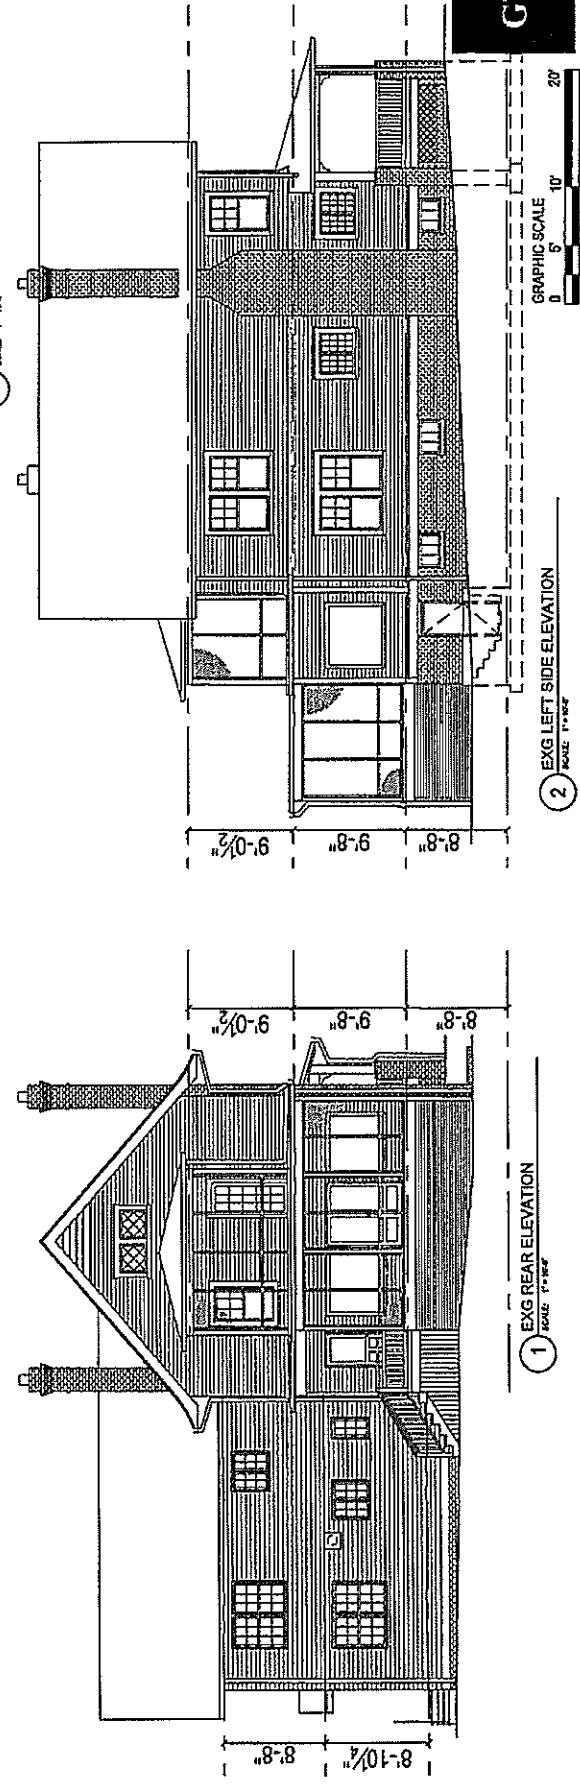 9'-0½"
9'-8"
8'-8"
8'-8"
8'-10¼"
1
EXG REAR ELEVATION
9'-0½"
9'-8"
8'-8"
2
EXG LEFT SIDE ELEVATION
GRAPHIC SCALE
0 5' 10' 20'
G